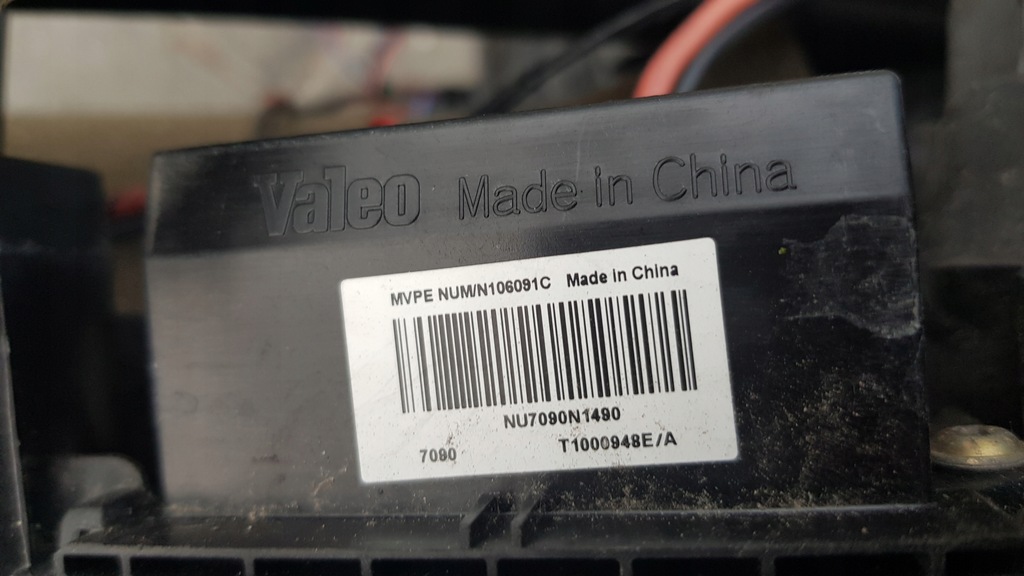 Valeo Made in China
MVPE NUM/N106091C Made in China
NU7090N1490
7090 T1000948E/A